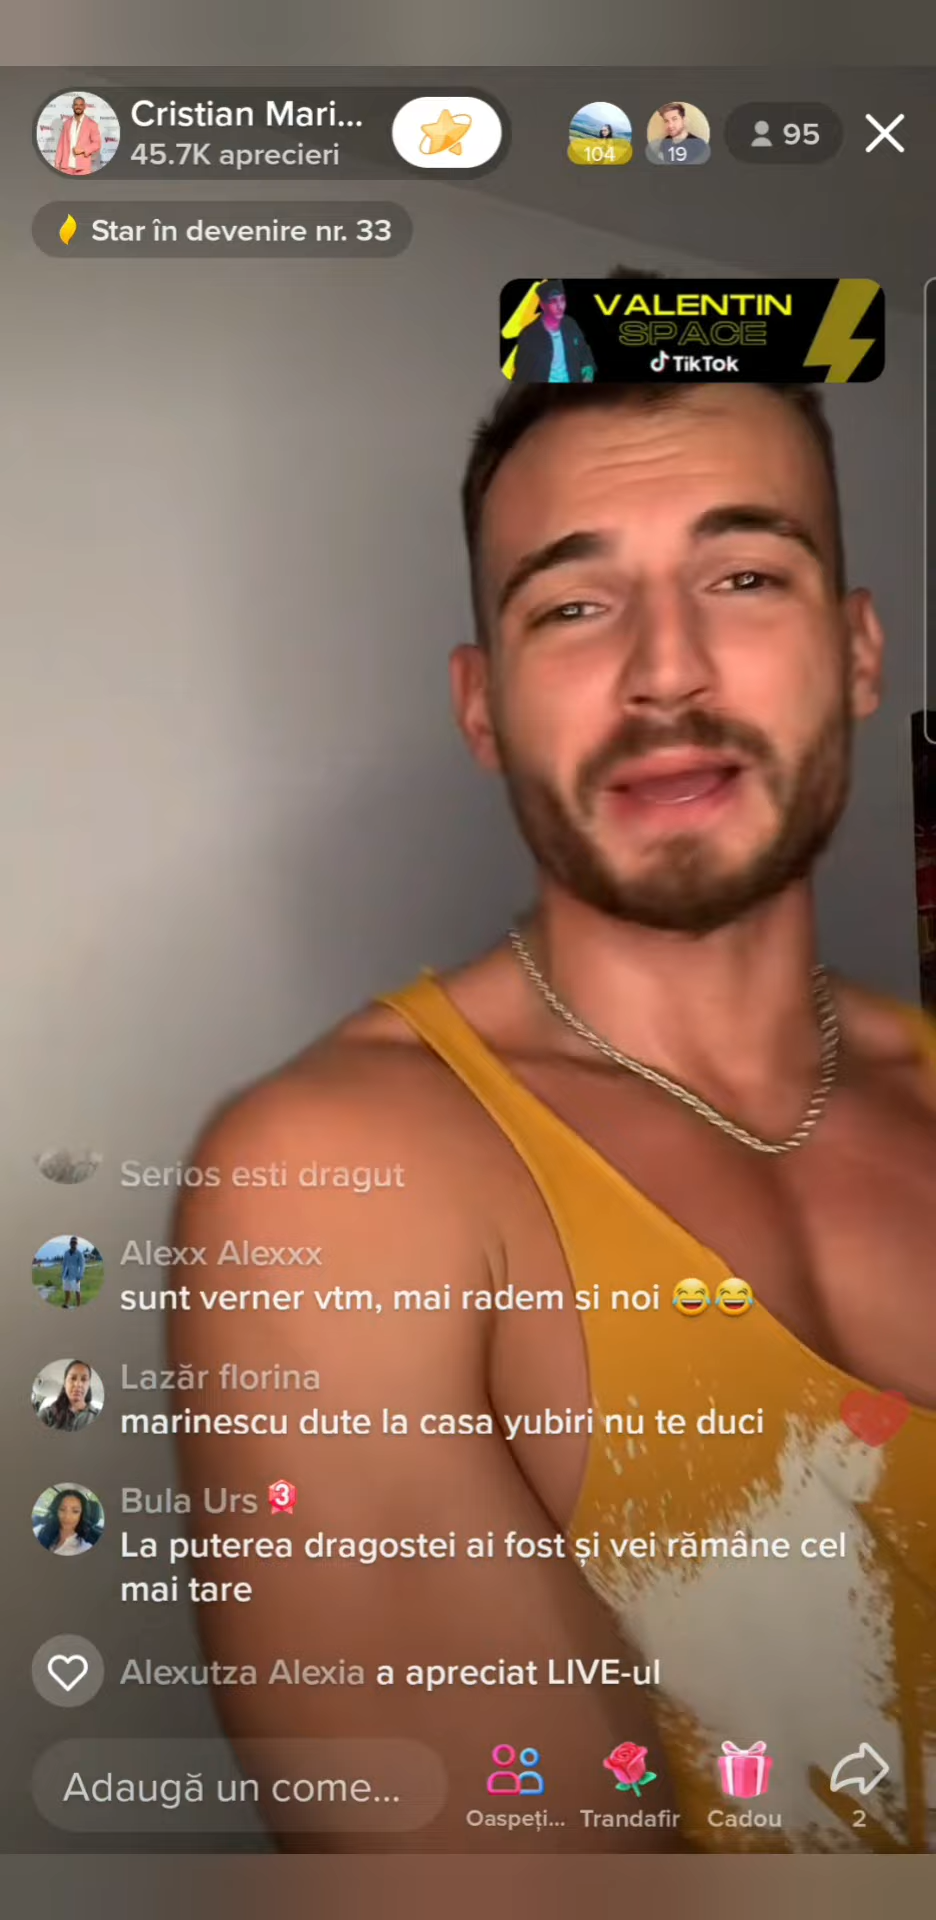 Cristian Mari...
45.7K aprecieri
104
19
95
Star în devenire nr. 33
VALENTIN
SPACE
TikTok
Serios esti dragut
Alexx Alexxx
sunt verner vtm, mai radem si noi 😂😂
Lazăr florina
marinescu dute la casa yubiri nu te duci
Bula Urs 3
La puterea dragostei ai fost și vei rămâne cel
mai tare
Alexutza Alexia a apreciat LIVE-ul
Adaugă un come...
Oaspeți...
Trandafir
Cadou
2